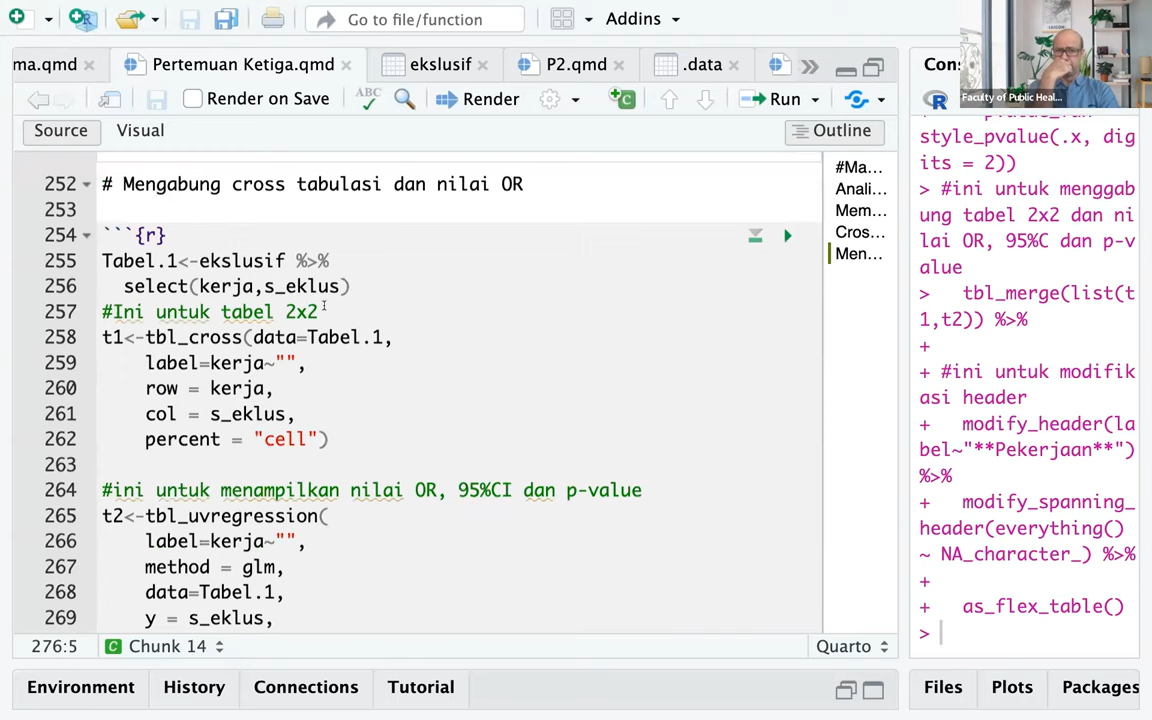 Go to file/function
Addins
ma.qmd
Pertemuan Ketiga.qmd
ekslusif
P2.qmd
.data
Render on Save
ABC
Render
Run
Source
Visual
Outline
252 # Mengabung cross tabulasi dan nilai OR
253
254 ```{r}
255 Tabel.1<-ekslusif %>%
256 select(kerja,s_eklus)
257 #Ini untuk tabel 2x2
258 t1<-tbl_cross(data=Tabel.1,
259 label=kerja~"",
260 row = kerja,
261 col = s_eklus,
262 percent = "cell")
263
264 #ini untuk menampilkan nilai OR, 95%CI dan p-value
265 t2<-tbl_uvregression(
266 label=kerja~"",
267 method = glm,
268 data=Tabel.1,
269 y = s_eklus,
#Ma...
Anali...
Mem...
Cros...
Men...
276:5
C Chunk 14
Quarto
Environment
History
Connections
Tutorial
Faculty of Public Heal...
R
style_pvalue(.x, dig
its = 2))
> #ini untuk menggab
ung tabel 2x2 dan ni
lai OR, 95%C dan p-v
alue
> tbl_merge(list(t
1,t2)) %>%
+
+ #ini untuk modifik
asi header
+ modify_header(la
bel~"**Pekerjaan**")
%>%
+ modify_spanning_
header(everything()
~ NA_character_) %>%
+
+ as_flex_table()
>
Files
Plots
Packages